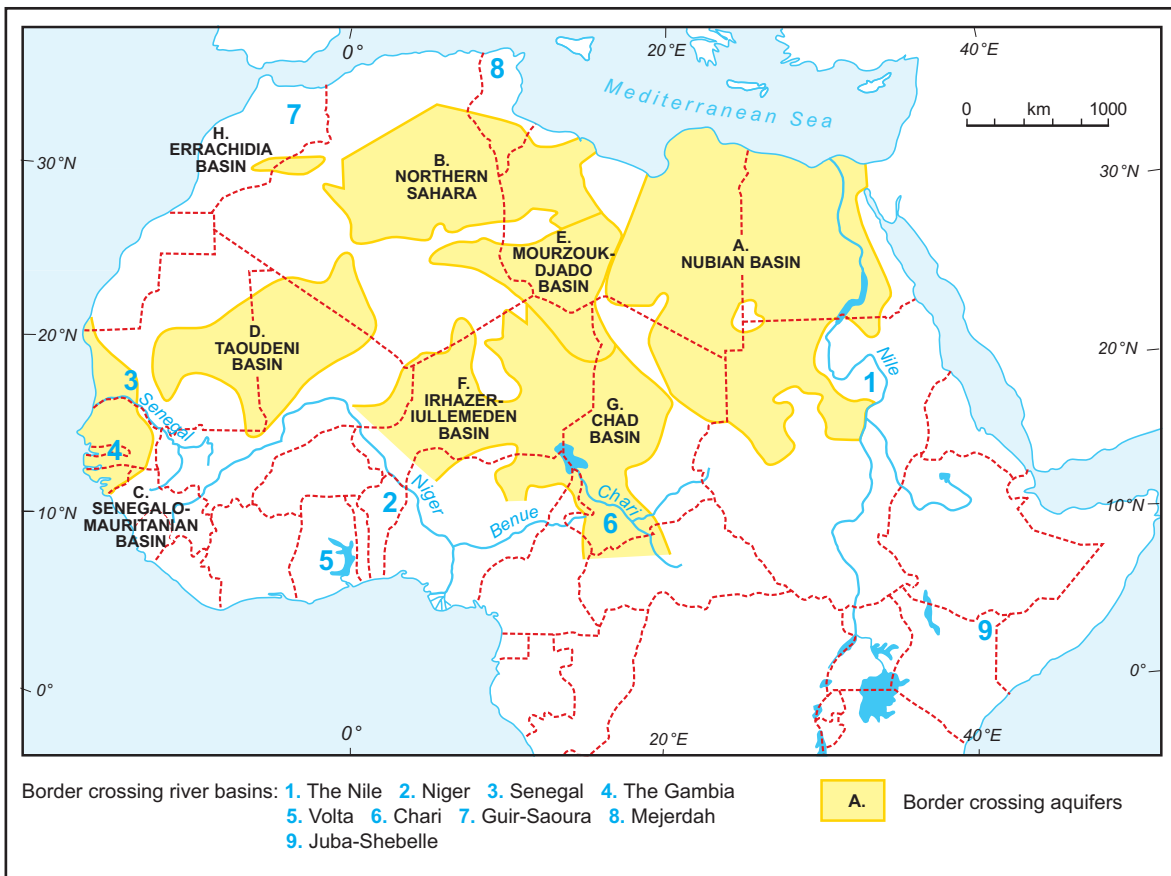 0°
20°E
40°E
8
Mediterranean Sea
0 km 1000
7
H.
ERRACHIDIA
BASIN
30°N
30°N
B.
NORTHERN
SAHARA
E.
MOURZOUK-
DJADO
BASIN
A.
NUBIAN BASIN
20°N
20°N
D.
TAOUDENI
BASIN
Nile
1
3
Senegal
F.
IRHAZER-
IULLEMEDEN
BASIN
G.
CHAD
BASIN
4
C.
SENEGALO-
MAURITANIAN
BASIN
10°N
10°N
2
Niger
Benue
Chari
6
5
9
0°
0°
0°
20°E
40°E
Border crossing river basins: 1. The Nile 2. Niger 3. Senegal 4. The Gambia
5. Volta 6. Chari 7. Guir-Saoura 8. Mejerdah
9. Juba-Shebelle
A. Border crossing aquifers